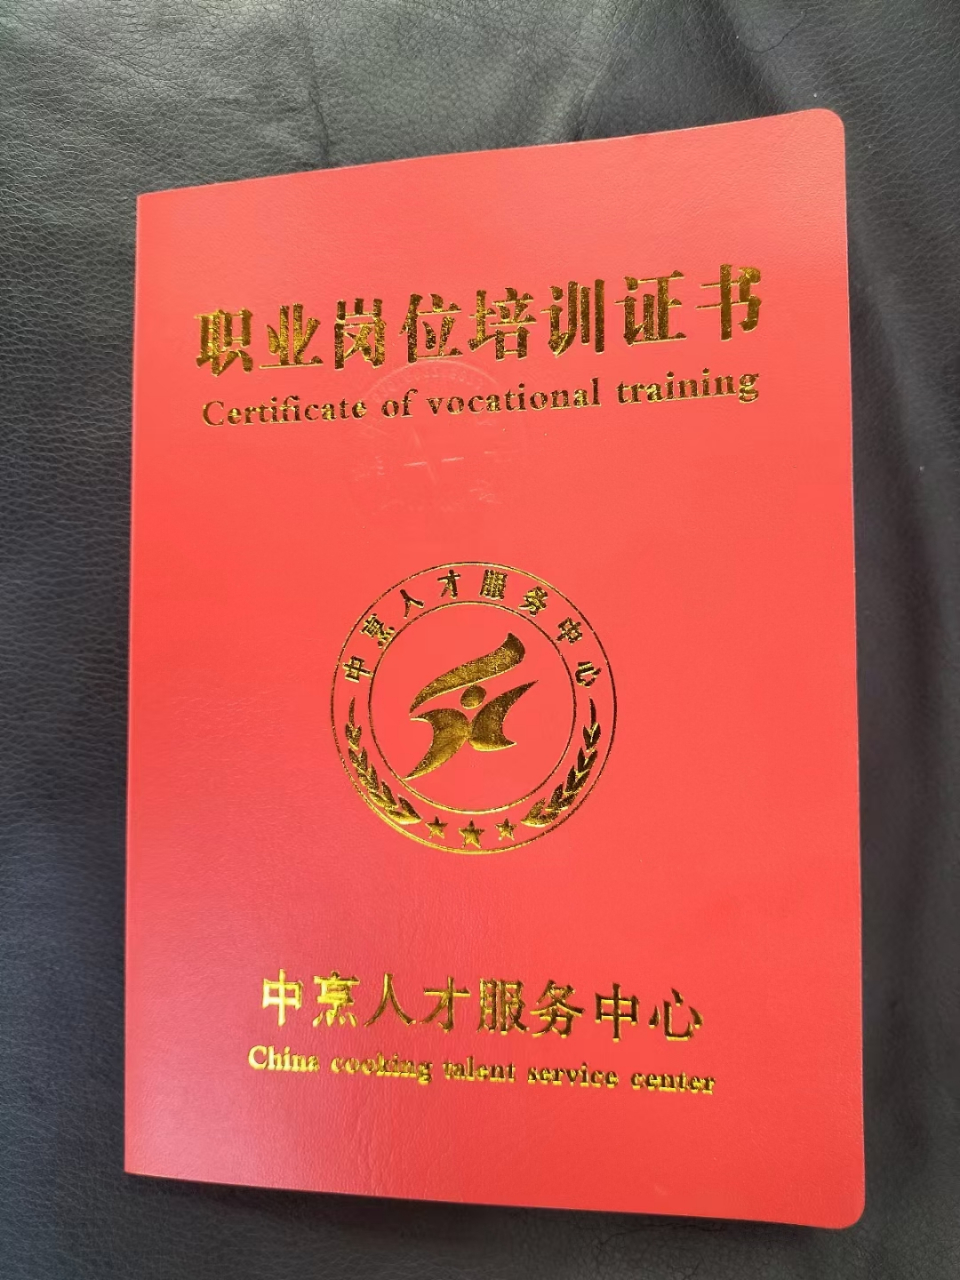 职业岗位培训证书
Certificate of vocational training
中烹人才服务中心
中烹人才服务中心
China cooking talent service center